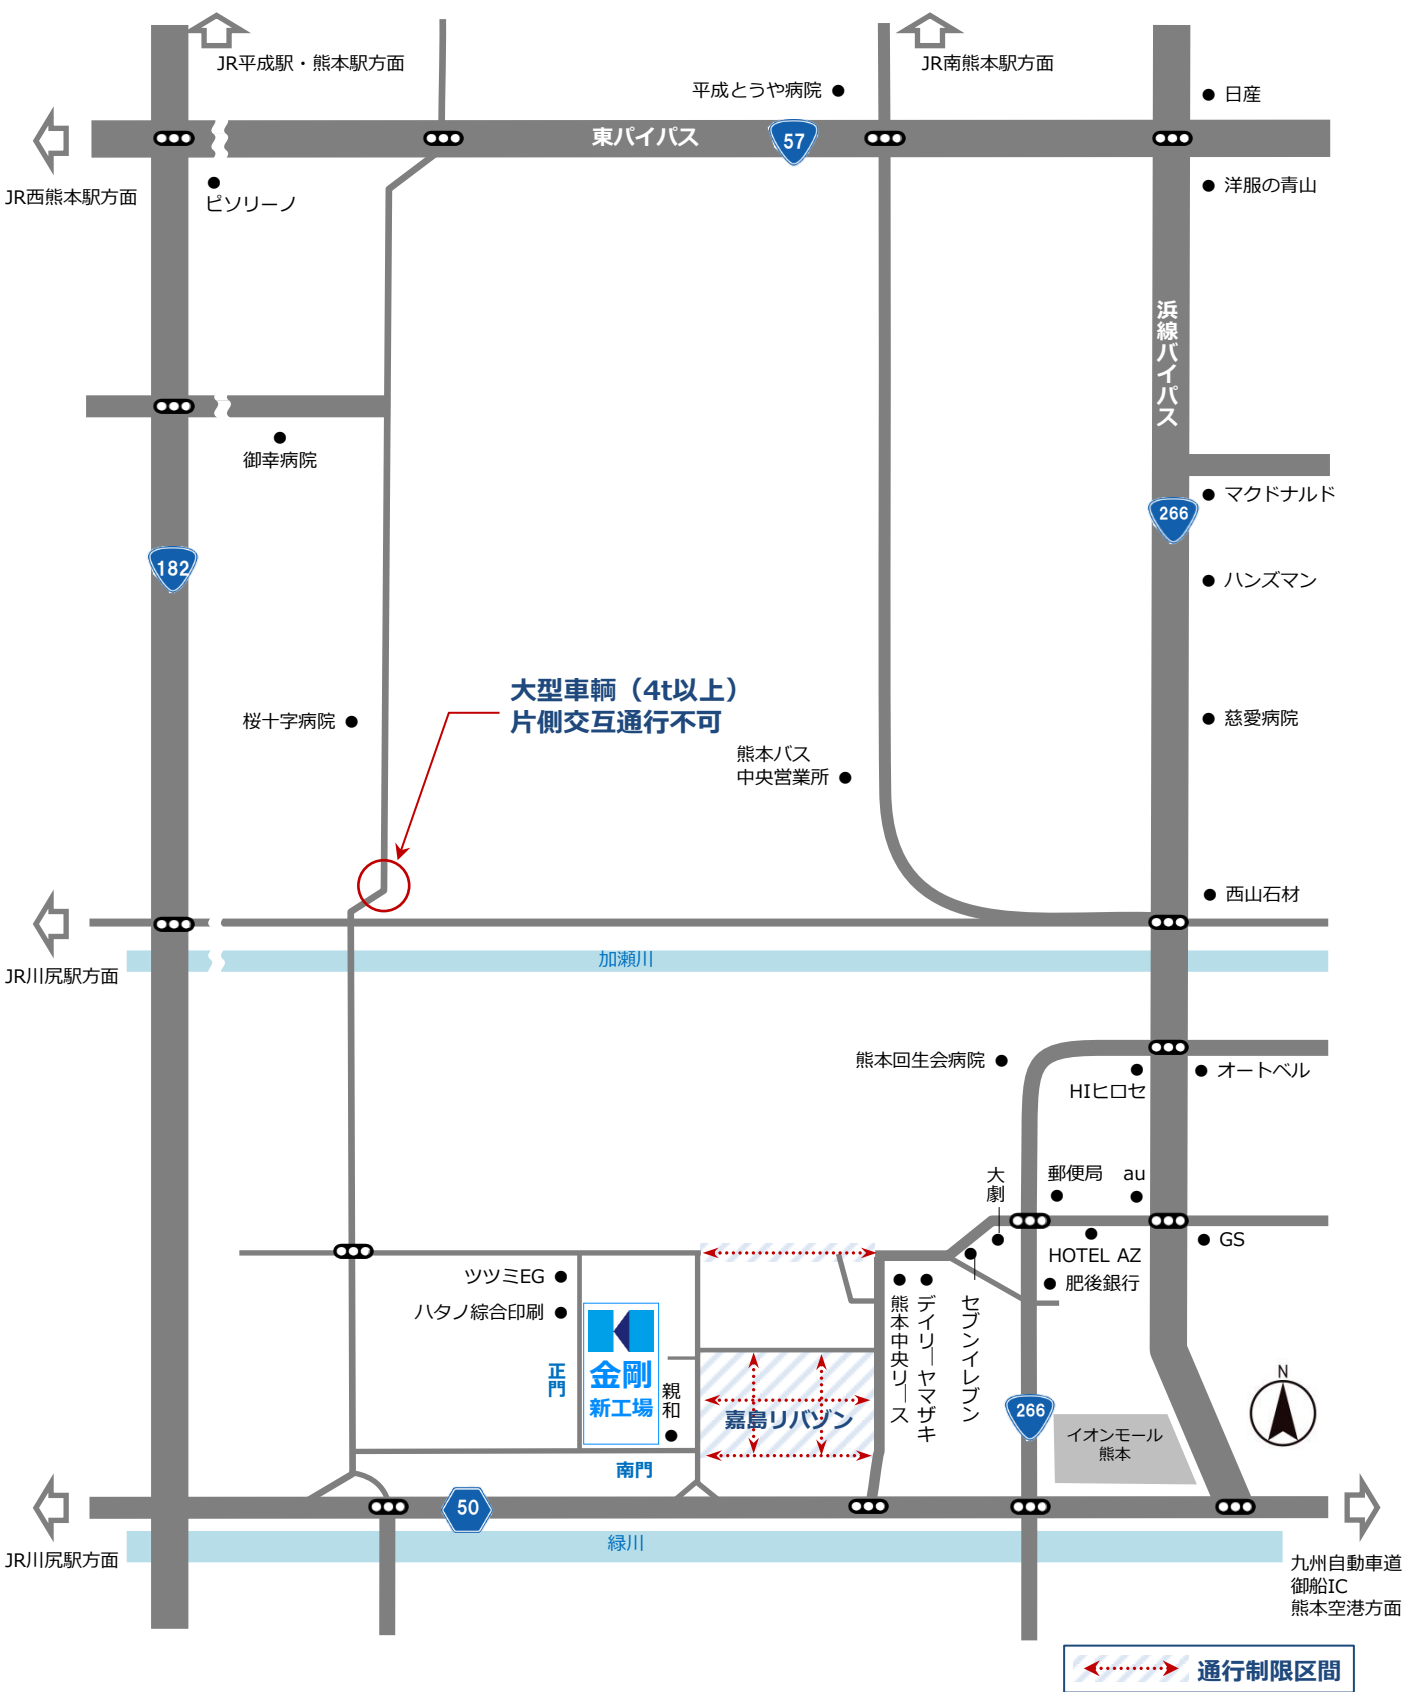 JR平成駅・熊本駅方面
JR南熊本駅方面
平成とうや病院
日産
東パイパス
57
JR西熊本駅方面
ピソリーノ
洋服の青山
浜線バイパス
御幸病院
マクドナルド
266
182
ハンズマン
大型車輌（4t以上）
片側交互通行不可
桜十字病院
慈愛病院
熊本バス
中央営業所
西山石材
加瀬川
JR川尻駅方面
熊本回生会病院
オートベル
HIヒロセ
大劇
郵便局
au
GS
HOTEL AZ
ツツミEG
肥後銀行
ハタノ綜合印刷
熊本中央リース
デイリーヤマザキ
セブンイレブン
正門
金剛
新工場
親和
嘉島リバゾン
266
イオンモール
熊本
N
南門
50
緑川
JR川尻駅方面
九州自動車道
御船IC
熊本空港方面
通行制限区間